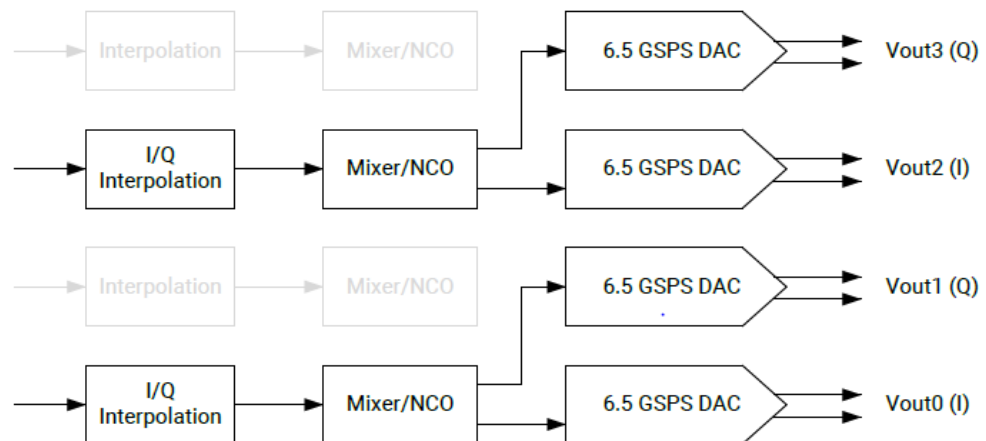 Interpolation Mixer/NCO 6.5 GSPS DAC Vout3 (Q)
I/Q
Interpolation Mixer/NCO 6.5 GSPS DAC Vout2 (I)
Interpolation Mixer/NCO 6.5 GSPS DAC Vout1 (Q)
I/Q
Interpolation Mixer/NCO 6.5 GSPS DAC Vout0 (I)